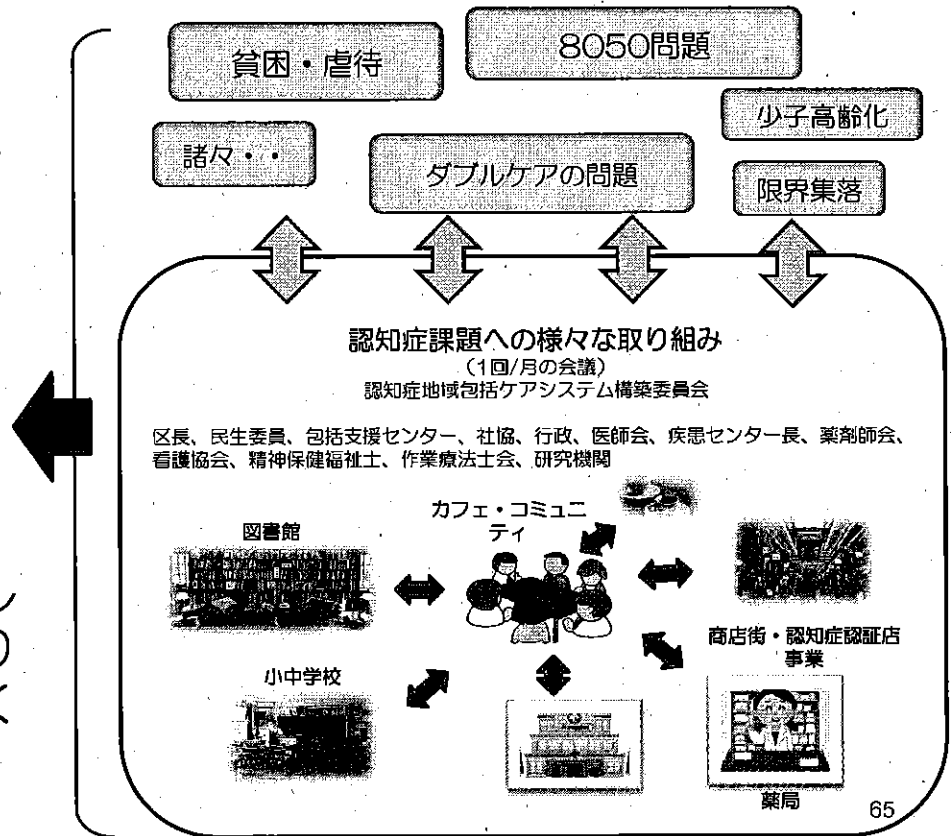 貧困・虐待
8050問題
少子高齢化
諸々・・
ダブルケアの問題
限界集落
認知症課題への様々な取り組み
（1回/月の会議）
認知症地域包括ケアシステム構築委員会
区長、民生委員、包括支援センター、社協、行政、医師会、疾患センター長、薬剤師会、
看護協会、精神保健福祉士、作業療法士会、研究機関
カフェ・コミュニ
ティ
図書館
商店街・認知症認証店
事業
小中学校
薬局
65